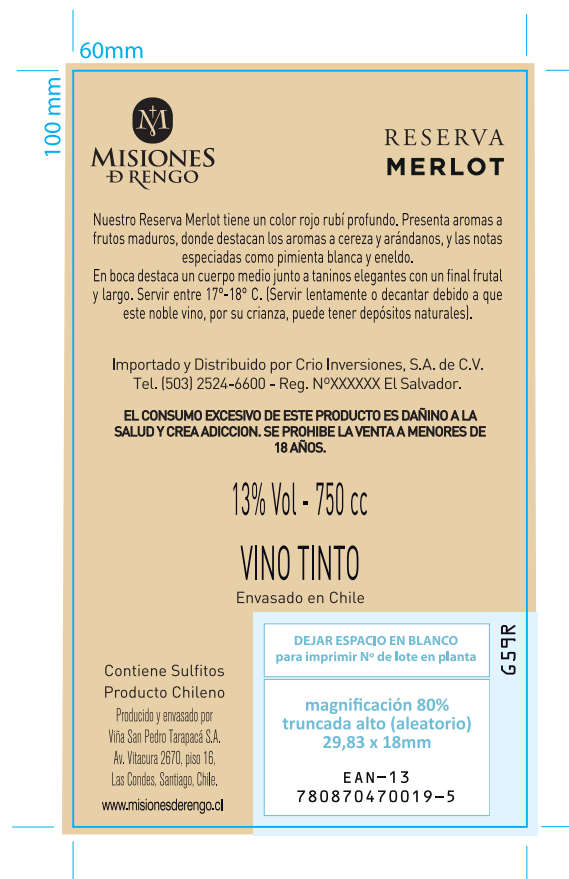 60mm
100 mm
M
MISIONES
D RENGO
RESERVA
MERLOT
Nuestro Reserva Merlot tiene un color rojo rubí profundo. Presenta aromas a
frutos maduros, donde destacan los aromas a cereza y arándanos, y las notas
especiadas como pimienta blanca y eneldo.
En boca destaca un cuerpo medio junto a taninos elegantes con un final frutal
y largo. Servir entre 17º-18º C. (Servir lentamente o decantar debido a que
este noble vino, por su crianza, puede tener depósitos naturales).
Importado y Distribuido por Crio Inversiones, S.A. de C.V.
Tel. (503) 2524-6600 - Reg. NºXXXXXX El Salvador.
EL CONSUMO EXCESIVO DE ESTE PRODUCTO ES DAÑINO A LA
SALUD Y CREA ADICCION. SE PROHIBE LA VENTA A MENORES DE
18 AÑOS.
13% Vol - 750 cc
VINO TINTO
Envasado en Chile
Contiene Sulfitos
Producto Chileno
Producido y envasado por
Viña San Pedro Tarapacá S.A.
Av. Vitacura 2670, piso 16,
Las Condes, Santiago, Chile.
www.misionesderengo.cl
DEJAR ESPACIO EN BLANCO
para imprimir Nº de lote en planta
G59R
magnificación 80%
truncada alto (aleatorio)
29,83 x 18mm
EAN-13
780870470019-5